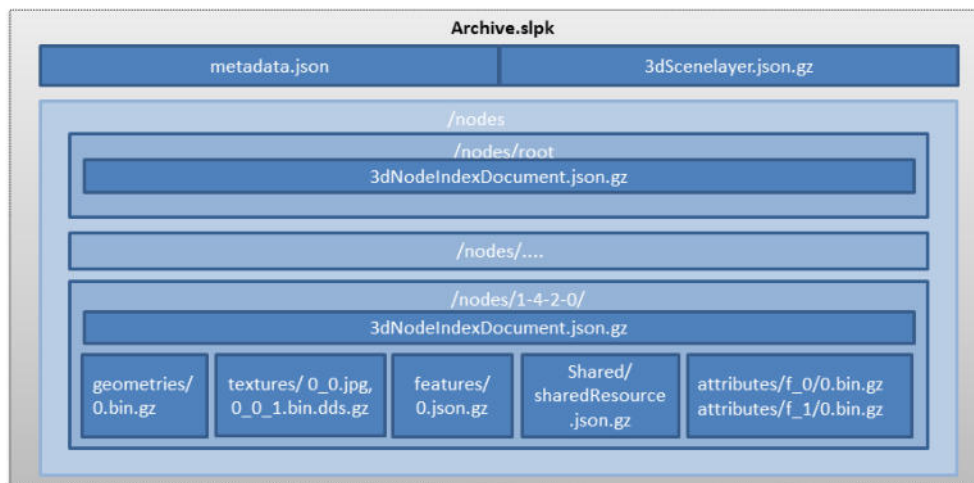 Archive.slpk
metadata.json
3dScenelayer.json.gz
/nodes
/nodes/root
3dNodeIndexDocument.json.gz
/nodes/....
/nodes/1-4-2-0/
3dNodeIndexDocument.json.gz
geometries/
0.bin.gz
textures/ 0_0.jpg,
0_0_1.bin.dds.gz
features/
0.json.gz
Shared/
sharedResource
.json.gz
attributes/f_0/0.bin.gz
attributes/f_1/0.bin.gz